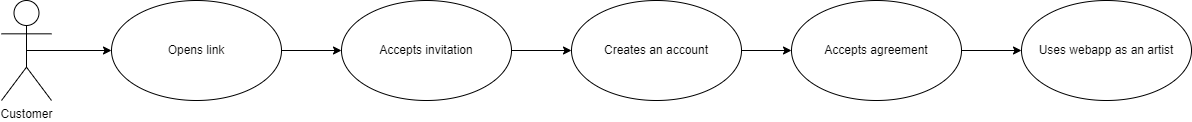 Opens link
Accepts invitation
Creates an account
Accepts agreement
Uses webapp as an artist
Customer